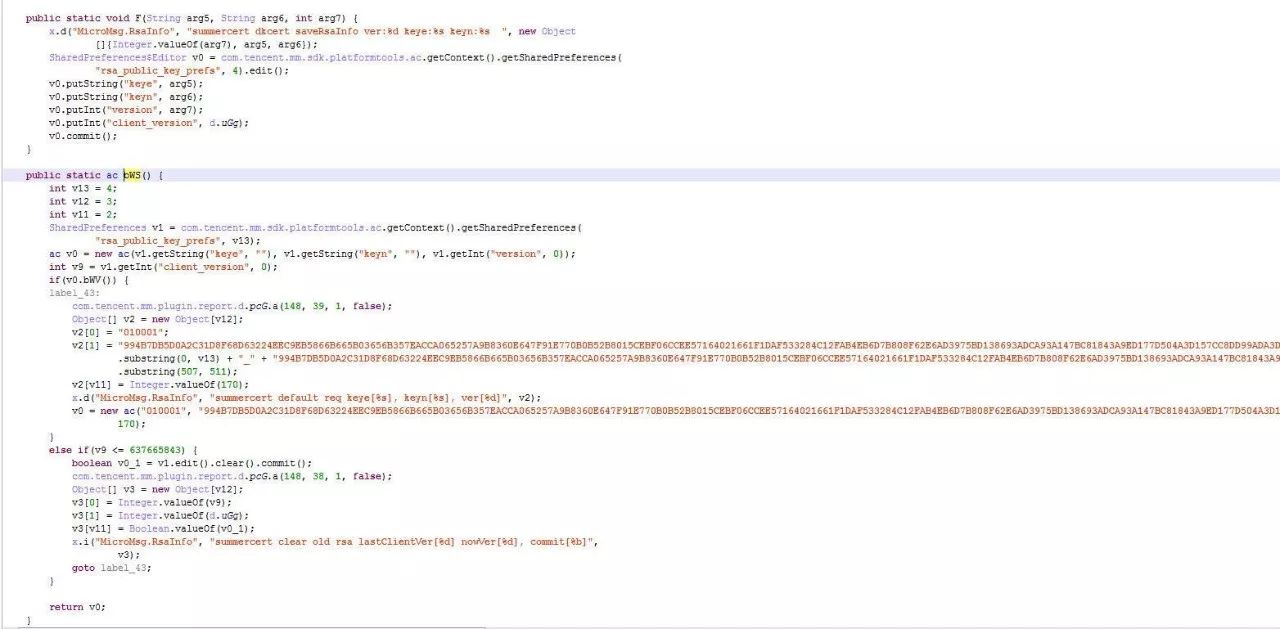 public static void F(String arg5, String arg6, int arg7) {
x.d("MicroMsg.RsaInfo", "summercert dkcert saveRsaInfo ver:%d keye:%s keyn:%s  ", new Object
[]{Integer.valueOf(arg7), arg5, arg6});
SharedPreferences$Editor v0 = com.tencent.mm.sdk.platformtools.ac.getContext().getSharedPreferences(
"rsa_public_key_prefs", 4).edit();
v0.putString("keye", arg5);
v0.putString("keyn", arg6);
v0.putInt("version", arg7);
v0.putInt("client_version", d.uGg);
v0.commit();
}
public static ac bWS() {
int v13 = 4;
int v12 = 3;
int v11 = 2;
SharedPreferences v1 = com.tencent.mm.sdk.platformtools.ac.getContext().getSharedPreferences(
"rsa_public_key_prefs", v13);
ac v0 = new ac(v1.getString("keye", ""), v1.getString("keyn", ""), v1.getInt("version", 0));
int v9 = v1.getInt("client_version", 0);
if(v0.bWV()) {
label_43:
com.tencent.mm.plugin.report.d.pcG.a(148, 39, 1, false);
Object[] v2 = new Object[v12];
v2[0] = "010001";
v2[1] = "994B7DB5D0A2C31D8F68D63224EEC9EB5866B665B03656B357EACCA065257A9B8360E647F91E770B0B52B8015CEBF06CCEE57164021661F1DAF533284C12FAB4EB6D7B808F62E6AD3975BD138693ADCA93A147BC81843A9ED177D504A3D157CC8DD99ADA3D
.substring(0, v13) + "_" + "994B7DB5D0A2C31D8F68D63224EEC9EB5866B665B03656B357EACCA065257A9B8360E647F91E770B0B52B8015CEBF06CCEE57164021661F1DAF533284C12FAB4EB6D7B808F62E6AD3975BD138693ADCA93A147BC81843A9
.substring(507, 511);
v2[v11] = Integer.valueOf(170);
x.d("MicroMsg.RsaInfo", "summercert default req keye[%s], keyn[%s], ver[%d]", v2);
v0 = new ac("010001", "994B7DB5D0A2C31D8F68D63224EEC9EB5866B665B03656B357EACCA065257A9B8360E647F91E770B0B52B8015CEBF06CCEE57164021661F1DAF533284C12FAB4EB6D7B808F62E6AD3975BD138693ADCA93A147BC81843A9ED177D504A3D1
170);
}
else if(v9 <= 637665843) {
boolean v0_1 = v1.edit().clear().commit();
com.tencent.mm.plugin.report.d.pcG.a(148, 38, 1, false);
Object[] v3 = new Object[v12];
v3[0] = Integer.valueOf(v9);
v3[1] = Integer.valueOf(d.uGg);
v3[v11] = Boolean.valueOf(v0_1);
x.i("MicroMsg.RsaInfo", "summercert clear old rsa lastClientVer[%d] nowVer[%d], commit[%b]",
v3);
goto label_43;
}
return v0;
}